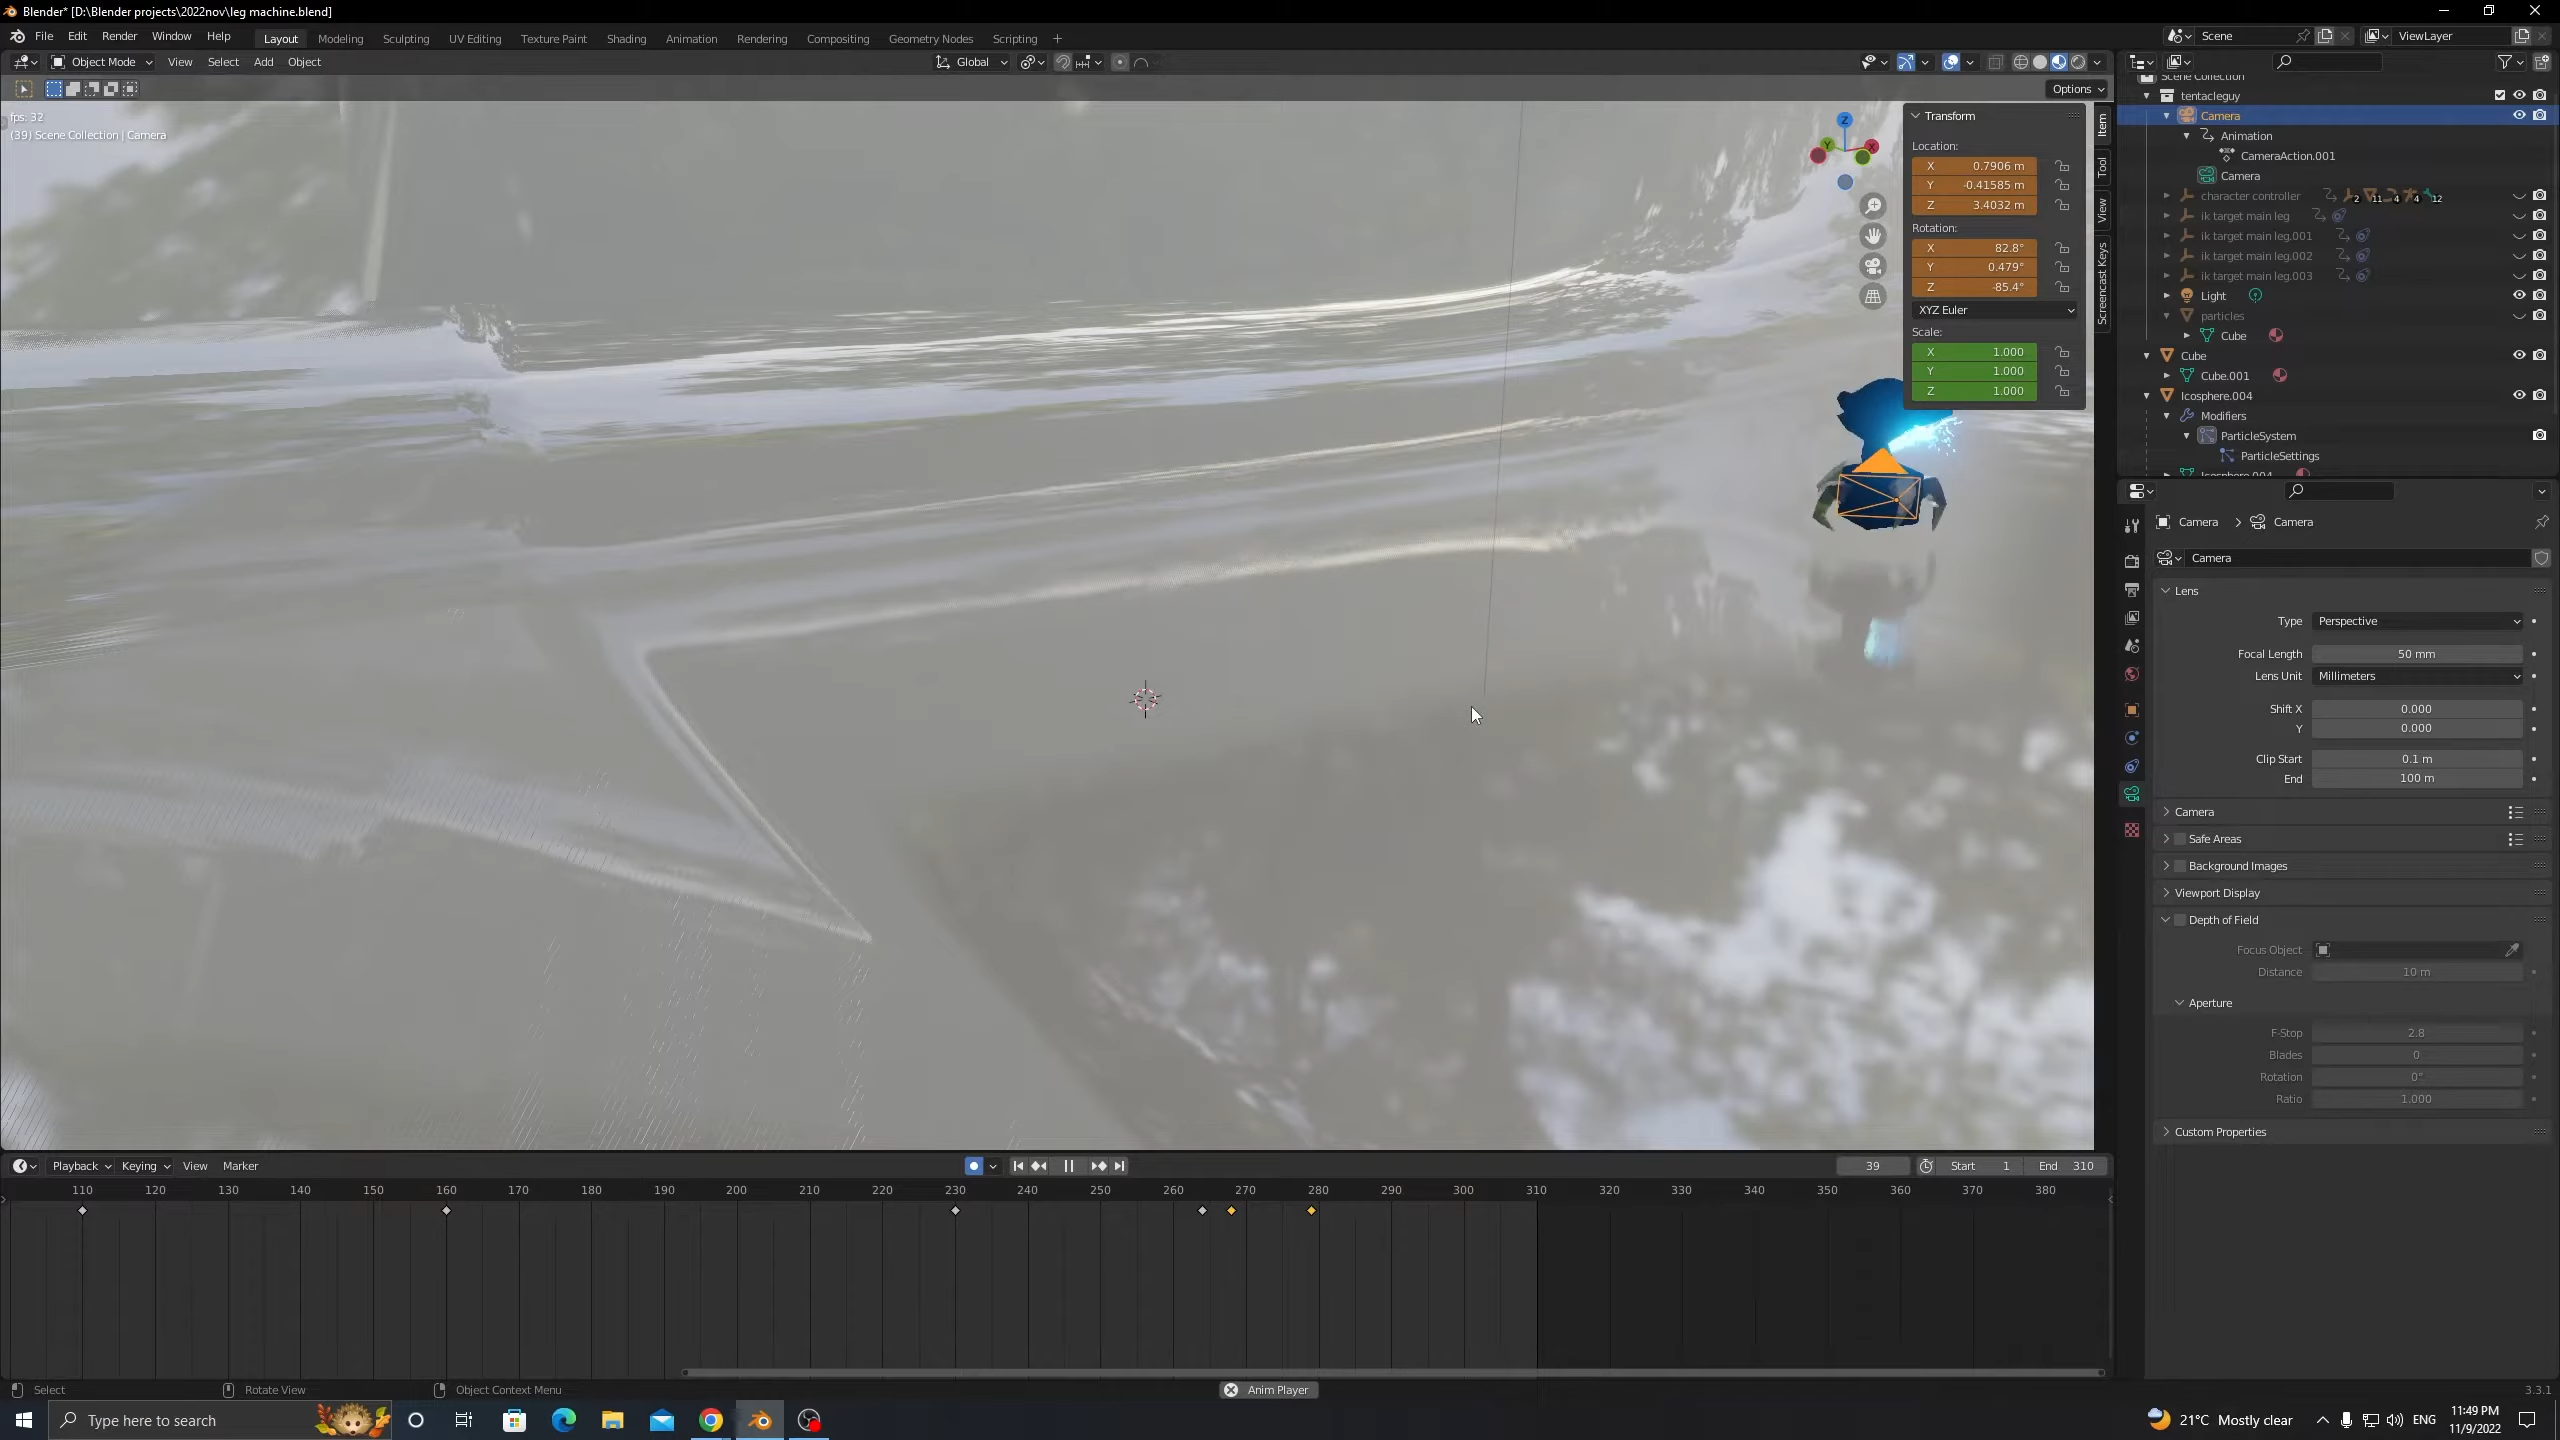 Blender* [D:\Blender projects\2022nov\leg machine.blend]
File Edit Render Window Help Layout Modeling Sculpting UV Editing Texture Paint Shading Animation Rendering Compositing Geometry Nodes Scripting + Scene ViewLayer
Object Mode View Select Add Object Global
Options
fps: 32
(39) Scene Collection | Camera
Z
Y
X
Transform
Location:
X 0.7906 m
Y -0.41585 m
Z 3.4032 m
Rotation:
X 82.8°
Y 0.479°
Z -85.4°
XYZ Euler
Scale:
X 1.000
Y 1.000
Z 1.000
Item
Tool
View
Screencast Keys
Scene Collection
tentacleguy
Camera
Animation
CameraAction.001
Camera
character controller 2 11 4 4 12
ik target main leg
ik target main leg.001
ik target main leg.002
ik target main leg.003
Light
particles
Cube
Cube
Cube.001
Icosphere.004
Modifiers
ParticleSystem
ParticleSettings
Icosphere.004
Camera > Camera
Camera
Lens
Type Perspective
Focal Length 50 mm
Lens Unit Millimeters
Shift X 0.000
Y 0.000
Clip Start 0.1 m
End 100 m
Camera
Safe Areas
Background Images
Viewport Display
Depth of Field
Focus Object
Distance 10 m
Aperture
F-Stop 2.8
Blades 0
Rotation 0°
Ratio 1.000
Custom Properties
Playback Keying View Marker 39 Start 1 End 310
110 120 130 140 150 160 170 180 190 200 210 220 230 240 250 260 270 280 290 300 310 320 330 340 350 360 370 380
Select Rotate View Object Context Menu Anim Player 3.3.1
Type here to search 21°C Mostly clear ENG 11:49 PM
11/9/2022